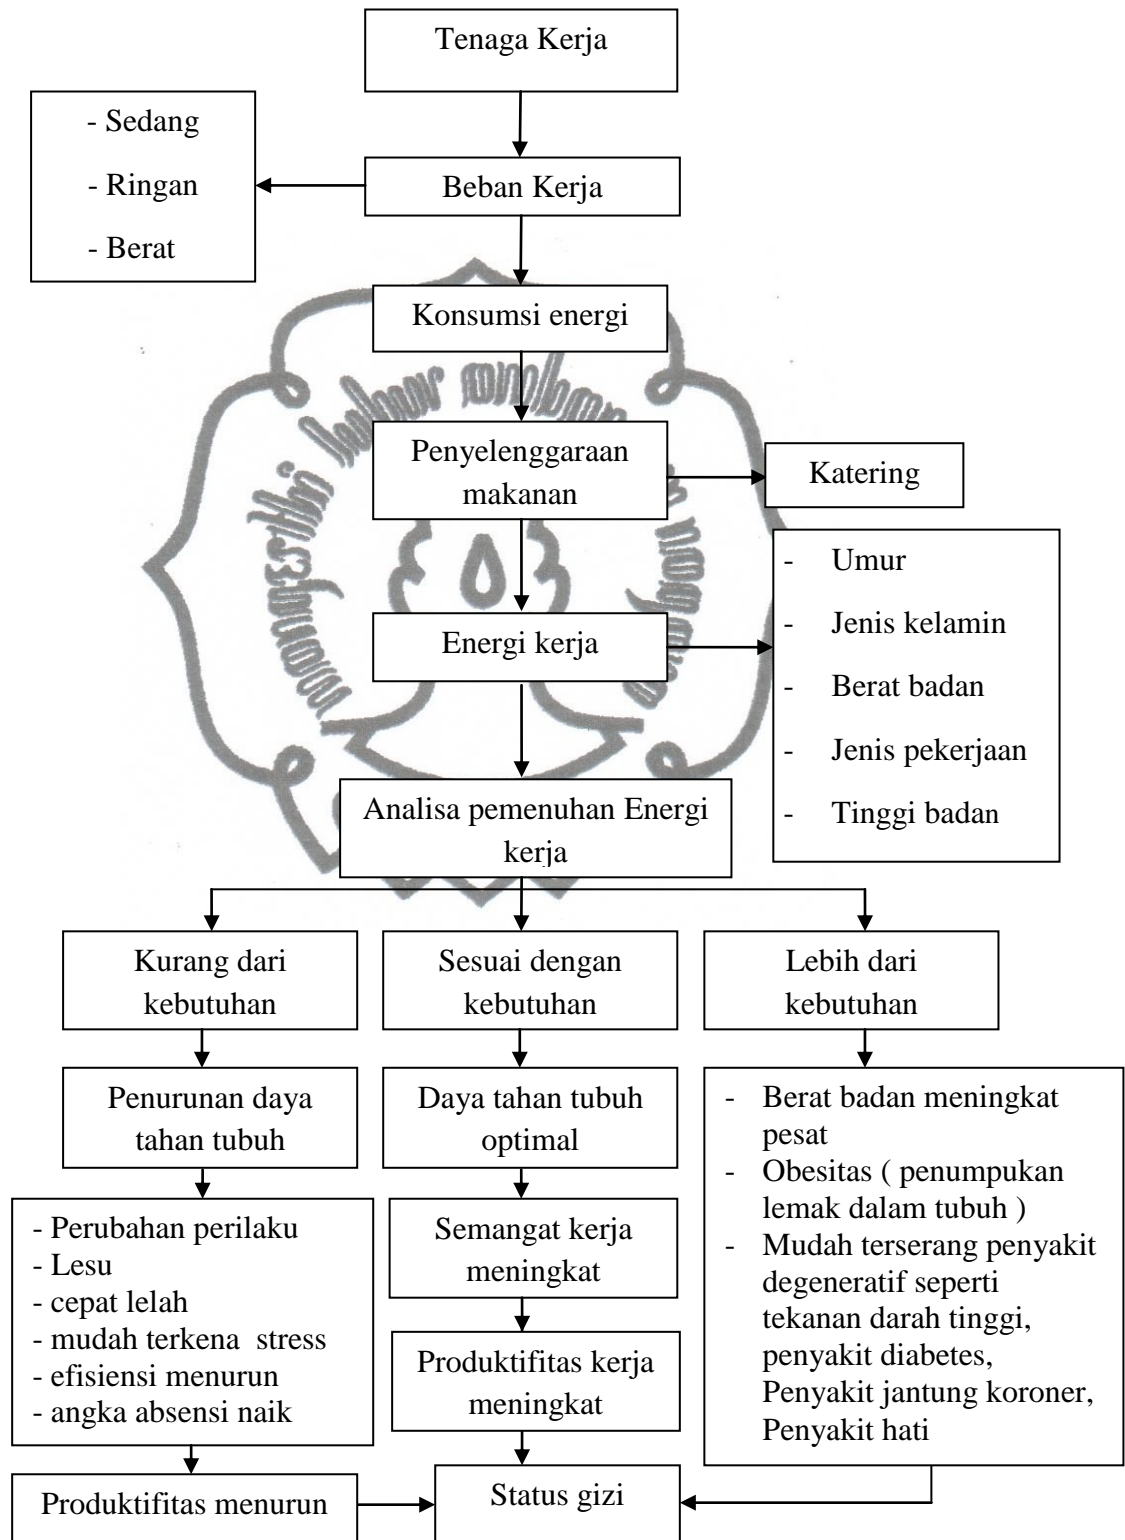 Tenaga Kerja
- Sedang
- Ringan
- Berat
Beban Kerja
Konsumsi energi
Penyelenggaraan
makanan
Katering
Energi kerja
- Umur
- Jenis kelamin
- Berat badan
- Jenis pekerjaan
- Tinggi badan
Analisa pemenuhan Energi
kerja
Kurang dari
kebutuhan
Sesuai dengan
kebutuhan
Lebih dari
kebutuhan
Penurunan daya
tahan tubuh
Daya tahan tubuh
optimal
- Berat badan meningkat
pesat
- Obesitas ( penumpukan
lemak dalam tubuh )
- Mudah terserang penyakit
degeneratif seperti
tekanan darah tinggi,
penyakit diabetes,
Penyakit jantung koroner,
Penyakit hati
- Perubahan perilaku
- Lesu
- cepat lelah
- mudah terkena stress
- efisiensi menurun
- angka absensi naik
Semangat kerja
meningkat
Produktifitas kerja
meningkat
Produktifitas menurun
Status gizi